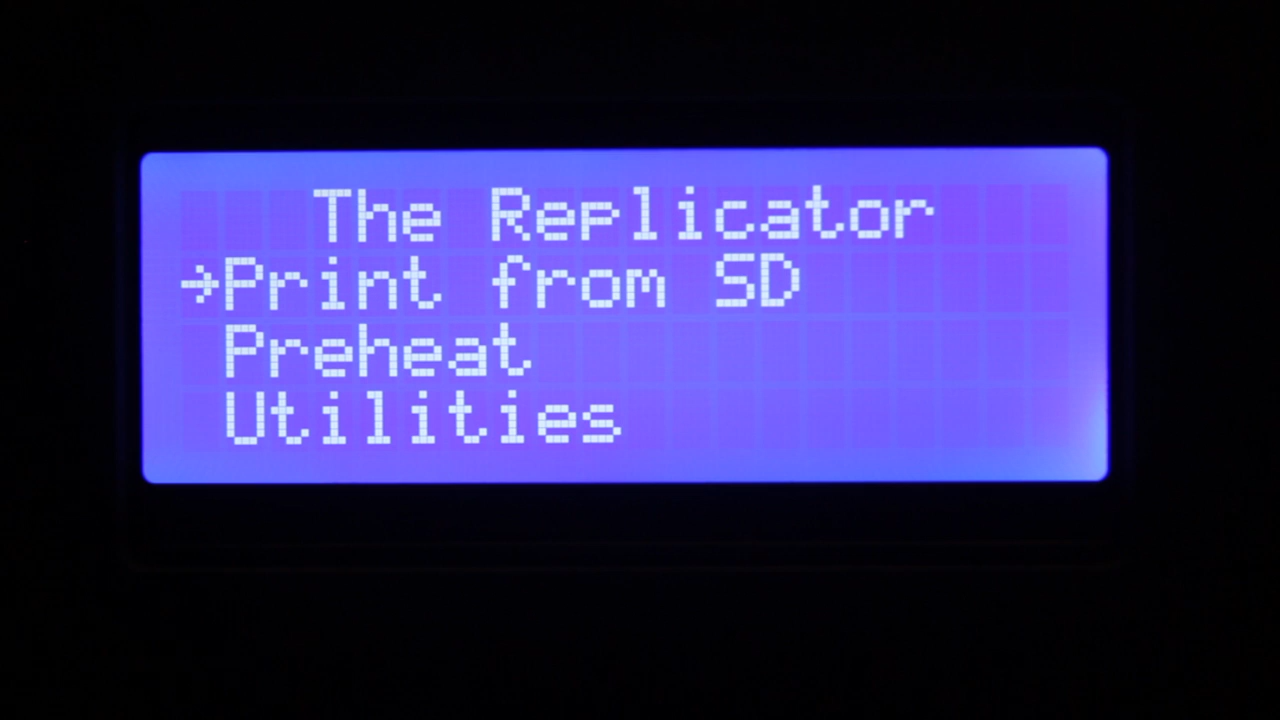 The Replicator
→Print from SD
Preheat
Utilities